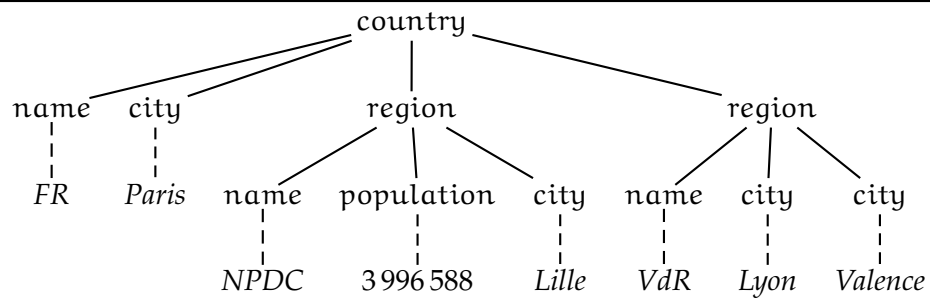 country
name city region region
FR Paris name population city name city city
NPDC 3 996 588 Lille VdR Lyon Valence